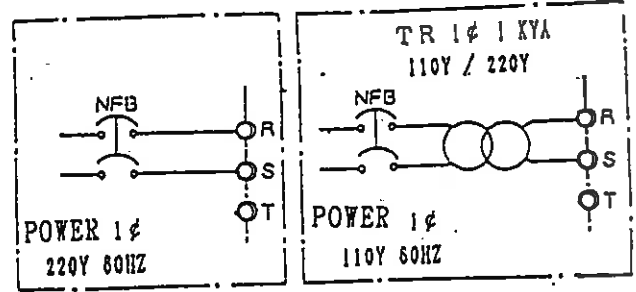 NFB
R
S
T
POWER 1¢
220V 60HZ
TR 1¢ 1 KVA
110V / 220V
NFB
R
S
T
POWER 1¢
110V 60HZ